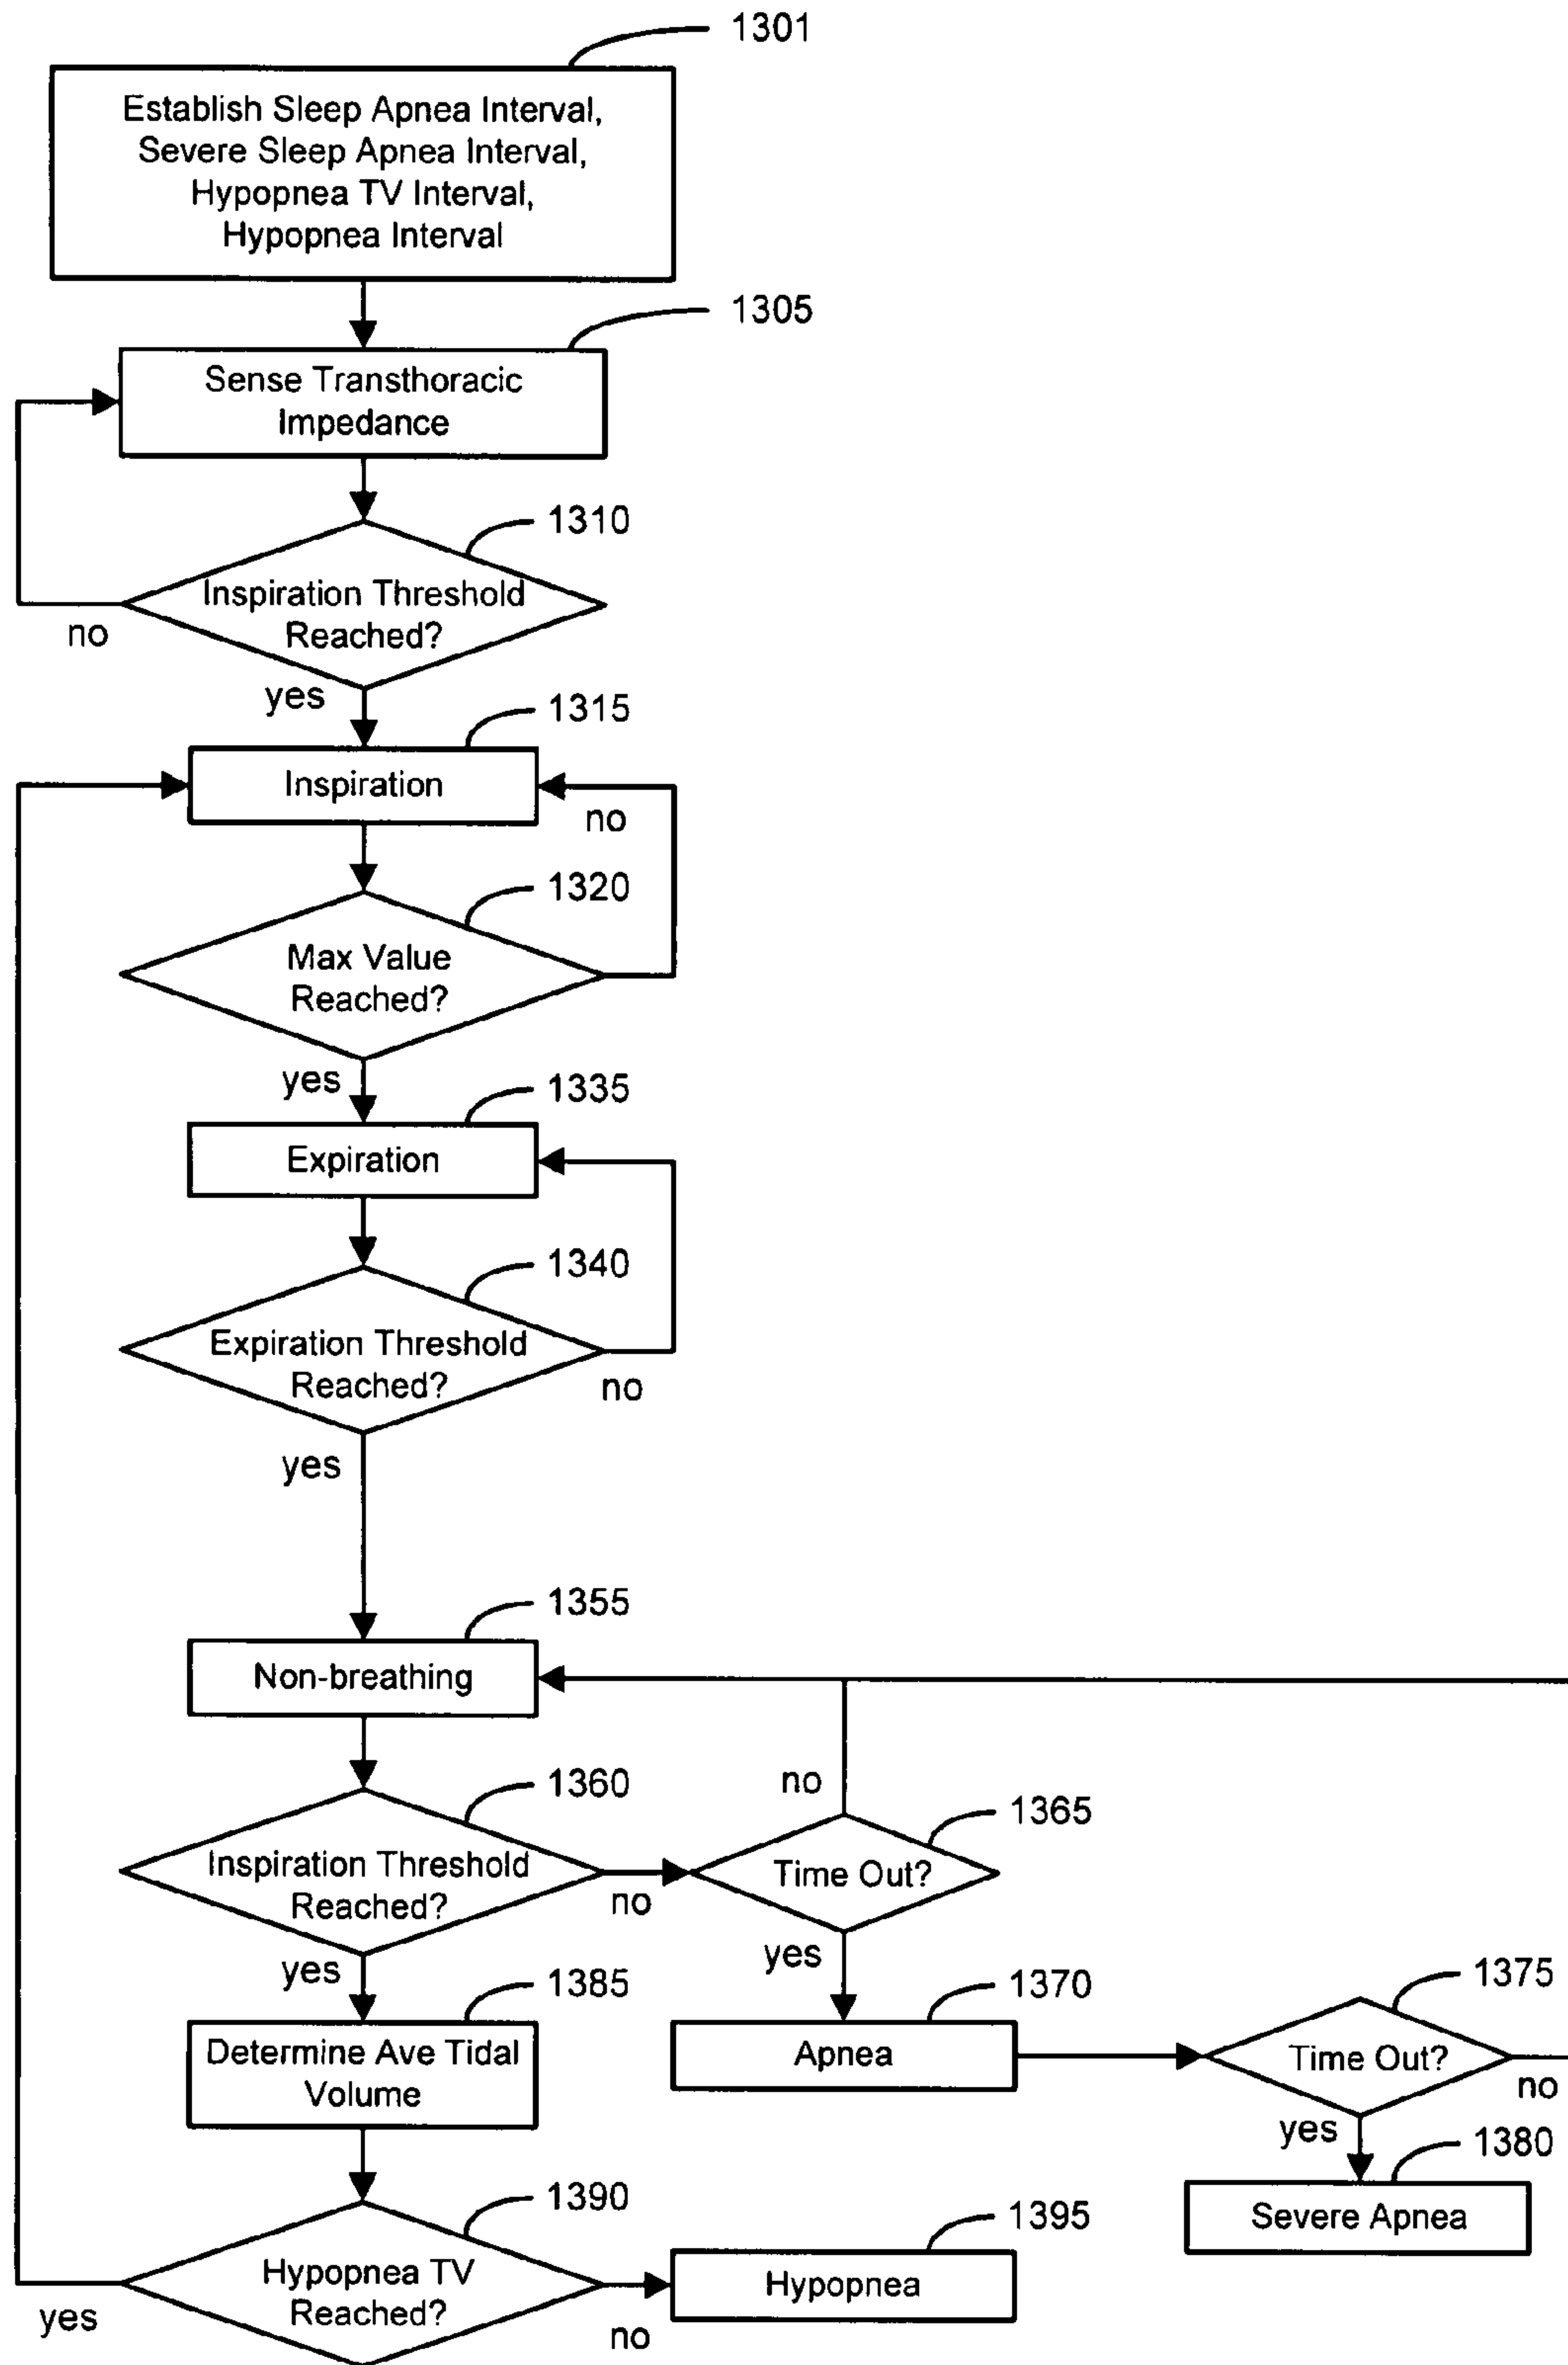 1301
Establish Sleep Apnea Interval,
Severe Sleep Apnea Interval,
Hypopnea TV Interval,
Hypopnea Interval
1305
Sense Transthoracic
Impedance
1310
Inspiration Threshold
Reached?
no
yes
1315
Inspiration
no
1320
Max Value
Reached?
yes
1335
Expiration
1340
Expiration Threshold
Reached?
no
yes
1355
Non-breathing
1360
no
1365
Inspiration Threshold
Reached?
no
Time Out?
yes
yes
1385
1370
1375
Determine Ave Tidal
Volume
Apnea
Time Out?
no
yes
1380
1390
1395
Severe Apnea
Hypopnea TV
Reached?
Hypopnea
yes
no